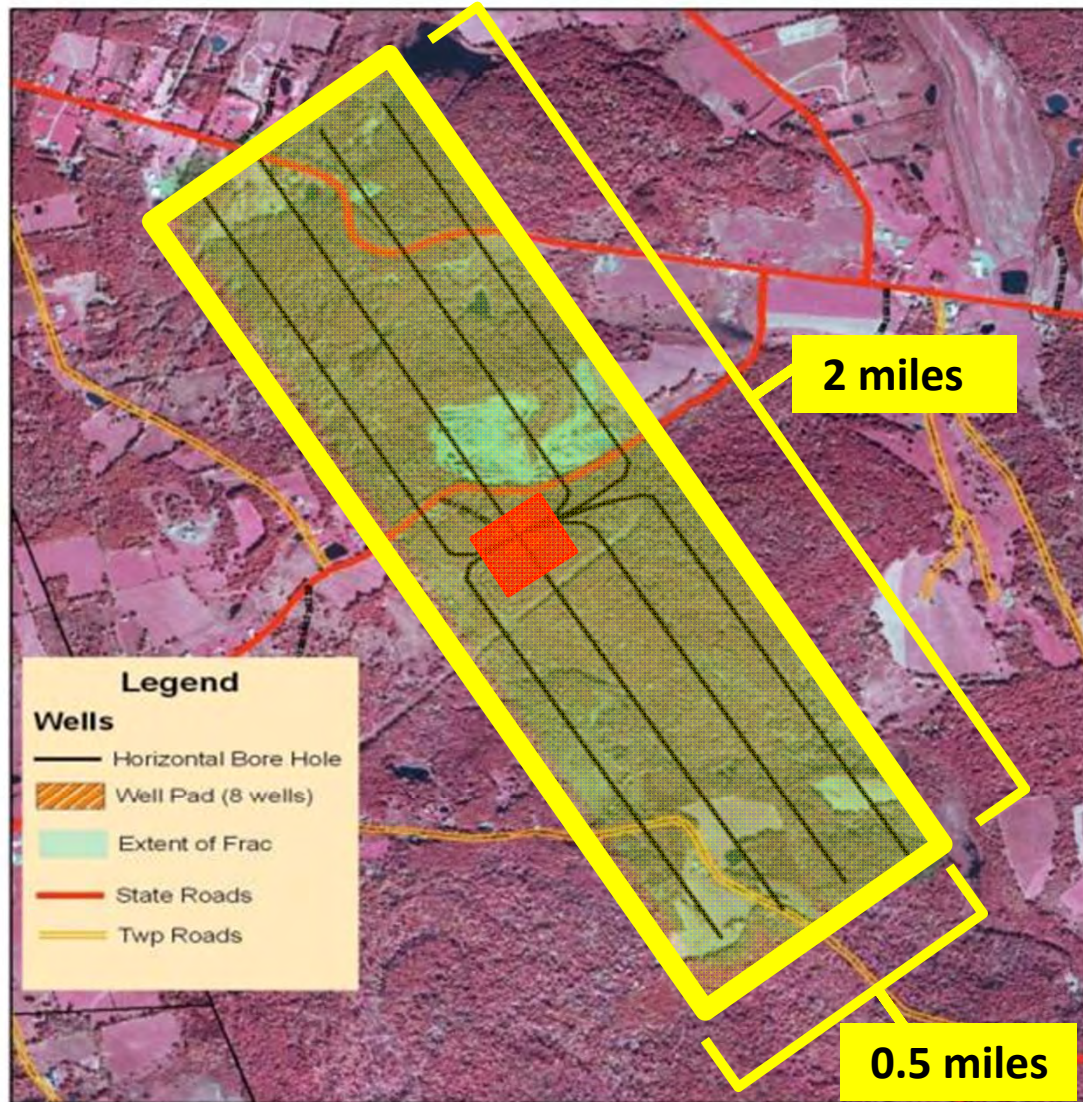 2 miles
Legend
Wells
Horizontal Bore Hole
Well Pad (8 wells)
Extent of Frac
State Roads
Twp Roads
0.5 miles